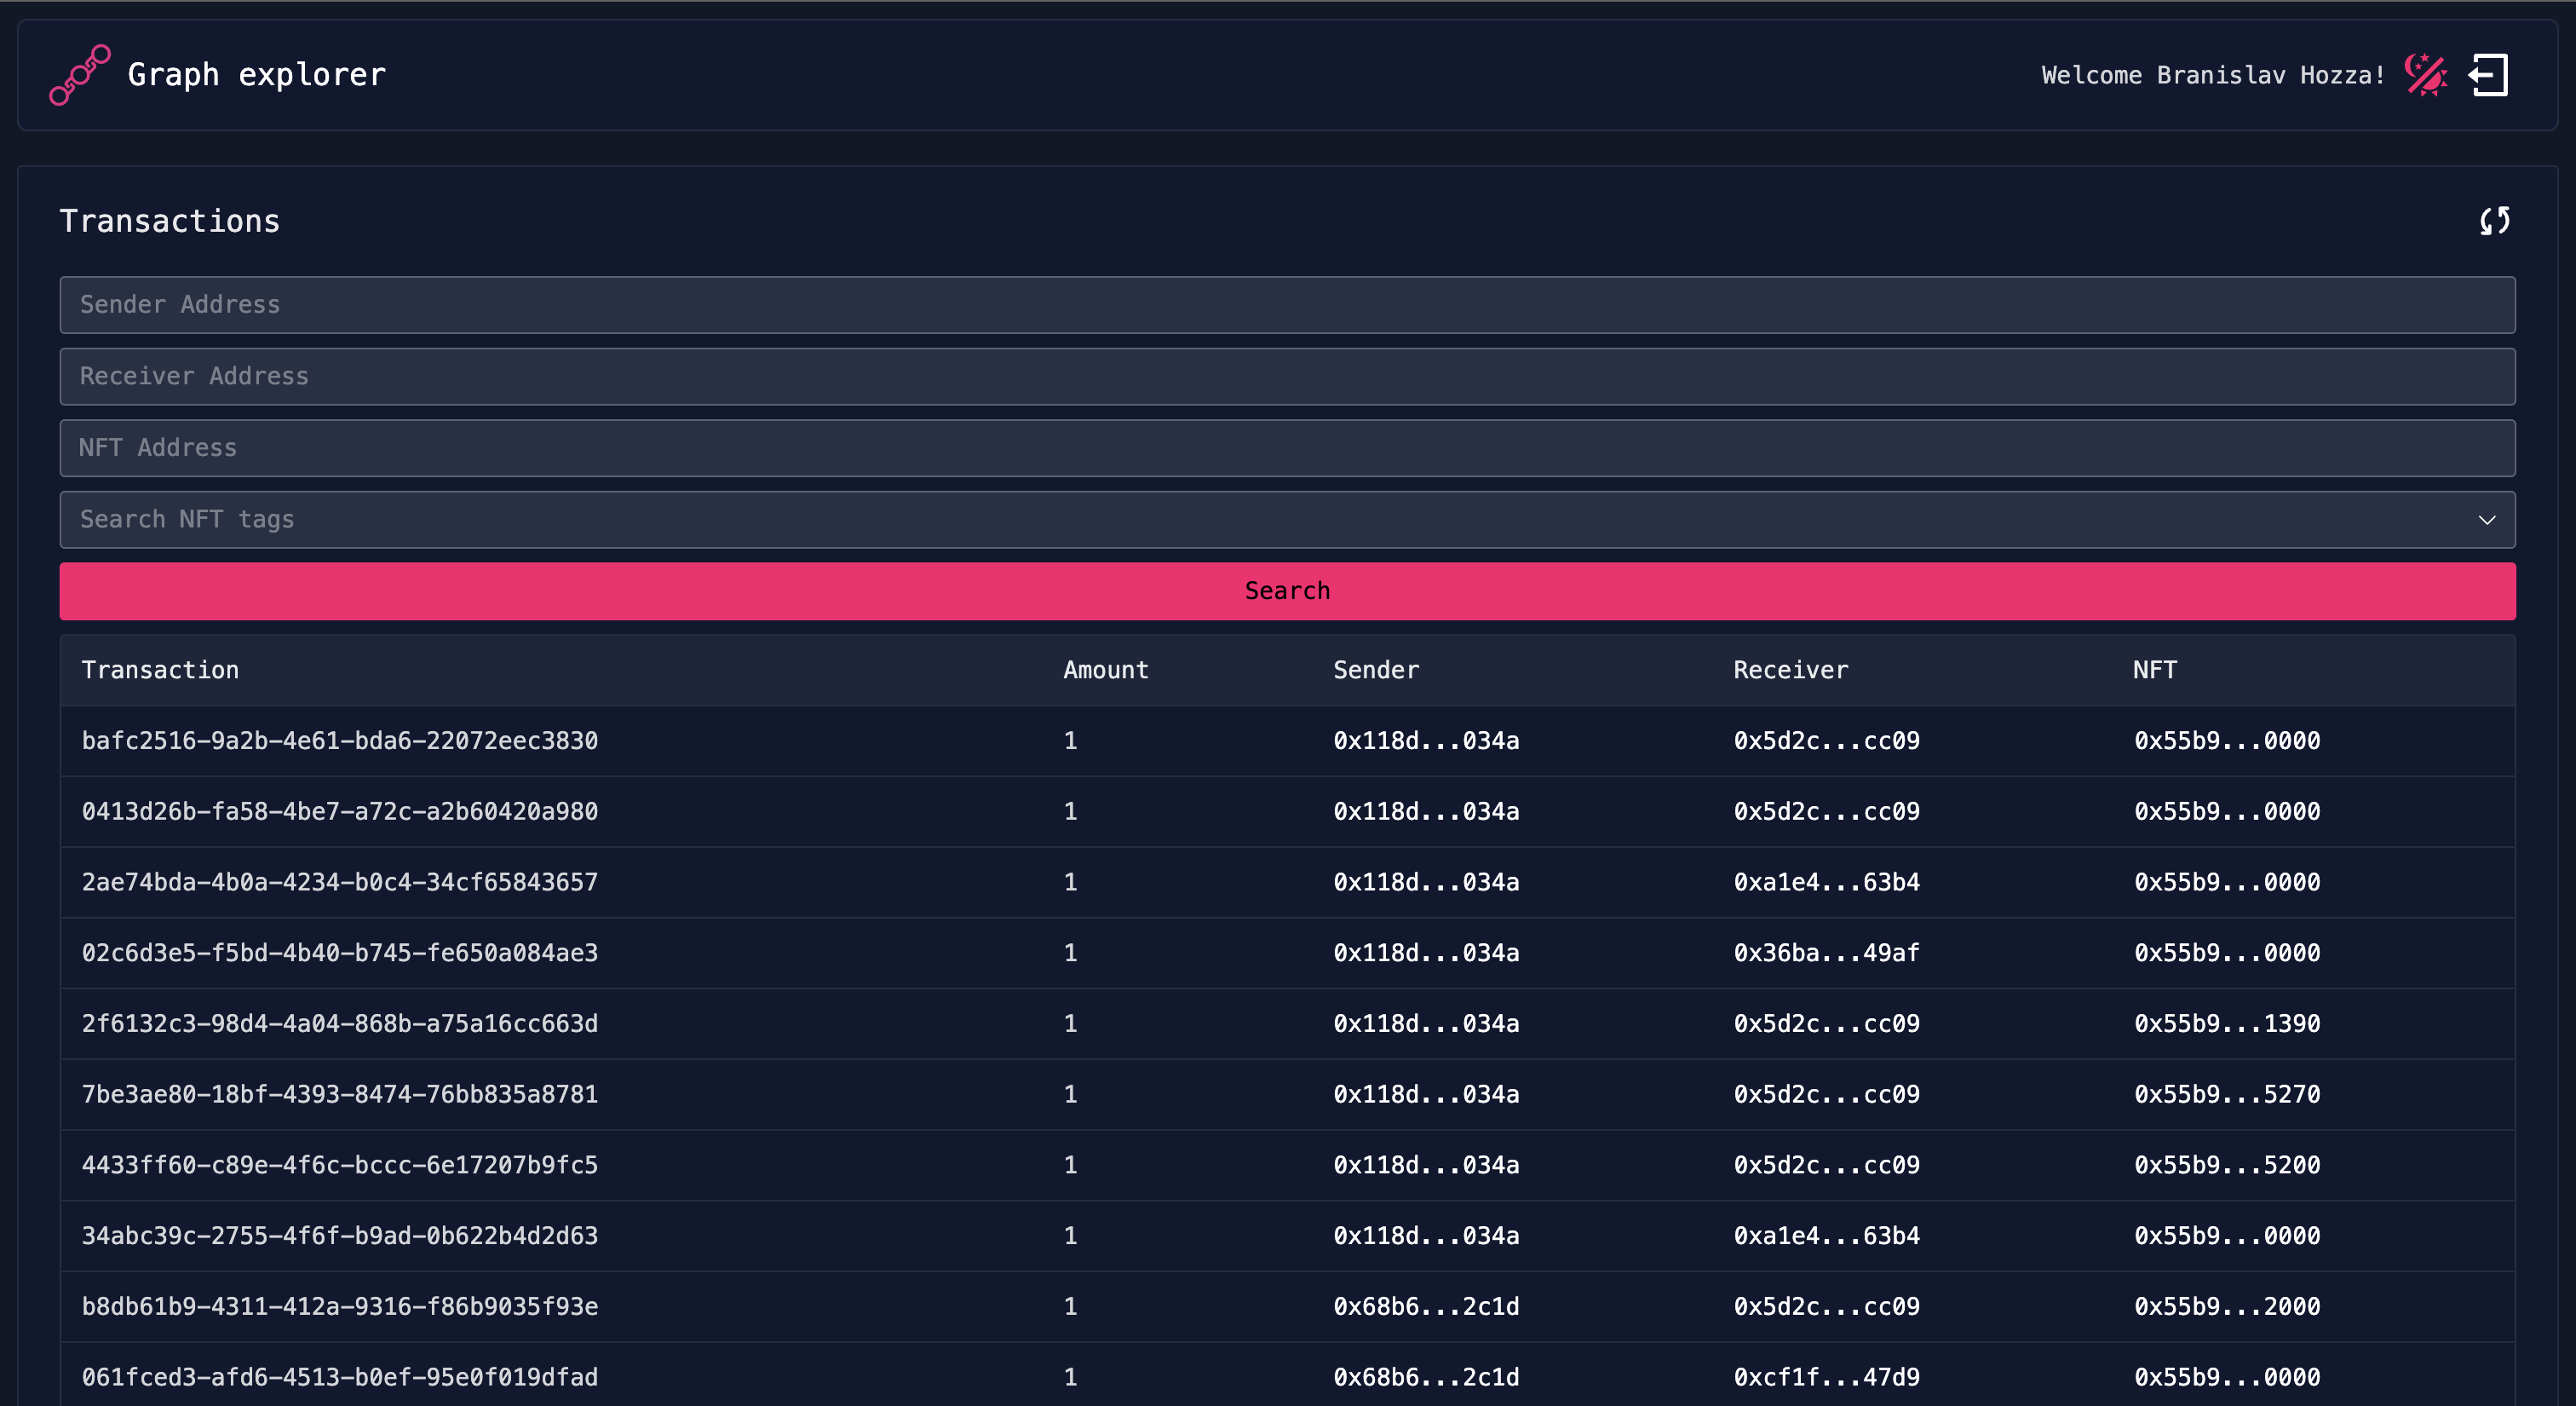 Graph explorer
Welcome Branislav Hozza!
Transactions
Sender Address
Receiver Address
NFT Address
Search NFT tags
Search
Transaction Amount Sender Receiver NFT
bafc2516-9a2b-4e61-bda6-22072eec3830 1 0x118d...034a 0x5d2c...cc09 0x55b9...0000
0413d26b-fa58-4be7-a72c-a2b60420a980 1 0x118d...034a 0x5d2c...cc09 0x55b9...0000
2ae74bda-4b0a-4234-b0c4-34cf65843657 1 0x118d...034a 0xa1e4...63b4 0x55b9...0000
02c6d3e5-f5bd-4b40-b745-fe650a084ae3 1 0x118d...034a 0x36ba...49af 0x55b9...0000
2f6132c3-98d4-4a04-868b-a75a16cc663d 1 0x118d...034a 0x5d2c...cc09 0x55b9...1390
7be3ae80-18bf-4393-8474-76bb835a8781 1 0x118d...034a 0x5d2c...cc09 0x55b9...5270
4433ff60-c89e-4f6c-bccc-6e17207b9fc5 1 0x118d...034a 0x5d2c...cc09 0x55b9...5200
34abc39c-2755-4f6f-b9ad-0b622b4d2d63 1 0x118d...034a 0xa1e4...63b4 0x55b9...0000
b8db61b9-4311-412a-9316-f86b9035f93e 1 0x68b6...2c1d 0x5d2c...cc09 0x55b9...2000
061fced3-afd6-4513-b0ef-95e0f019dfad 1 0x68b6...2c1d 0xcf1f...47d9 0x55b9...0000